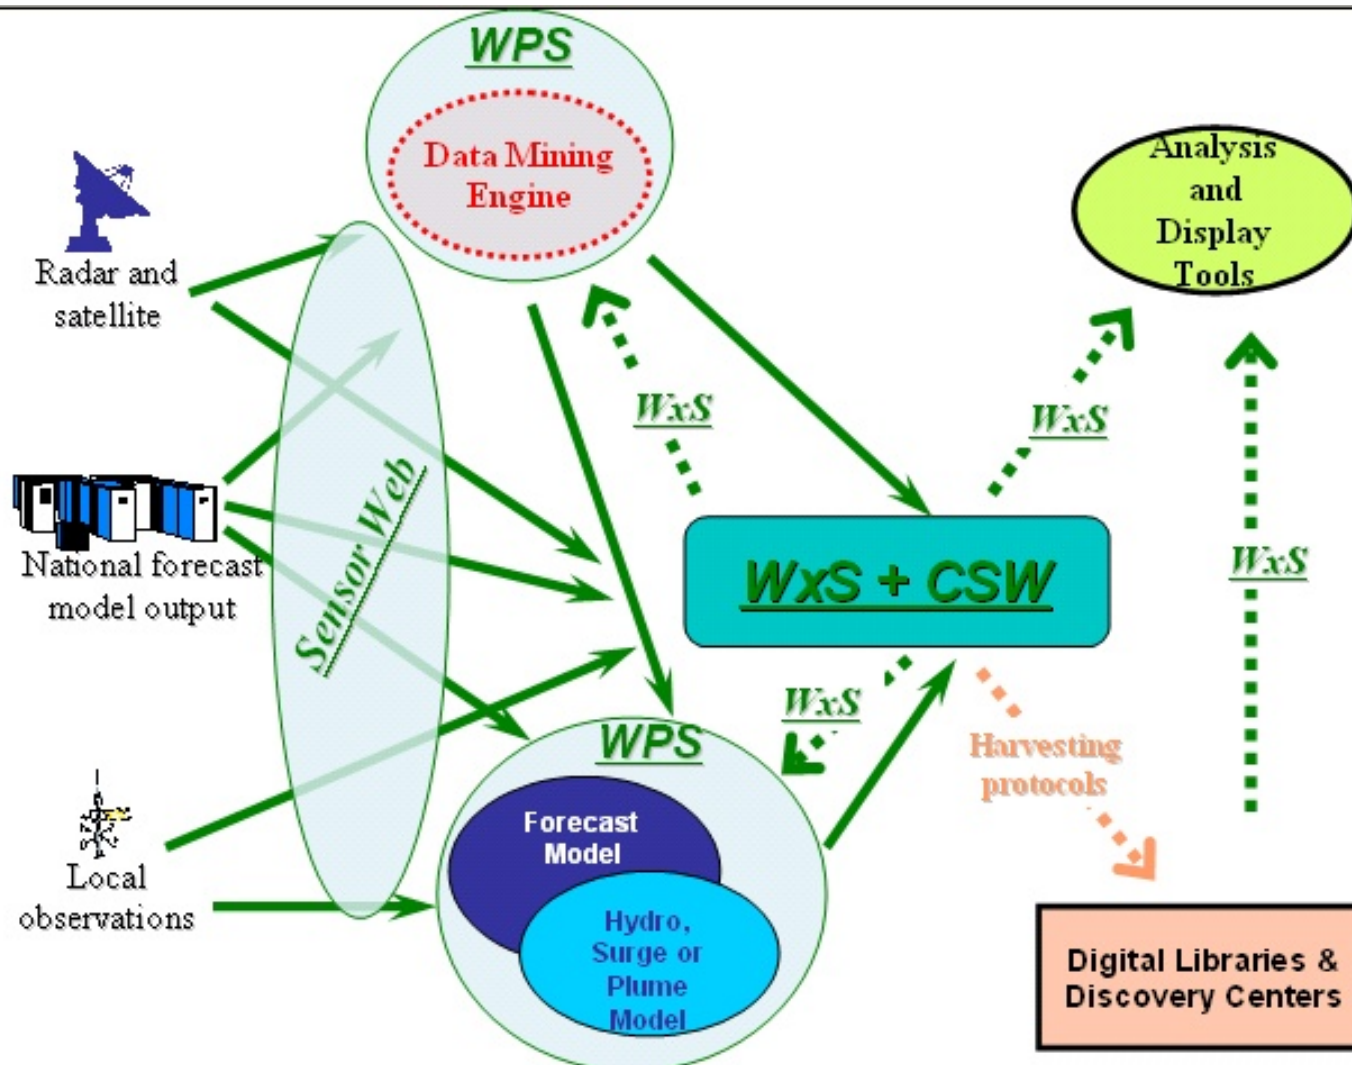 WPS
Data Mining
Engine
Radar and
satellite
Analysis
and
Display
Tools
WxS
WxS
Sensor Web
National forecast
model output
WxS + CSW
WxS
WxS
Harvesting
protocols
WPS
Forecast
Model
Local
observations
Hydro,
Surge or
Plume
Model
Digital Libraries &
Discovery Centers